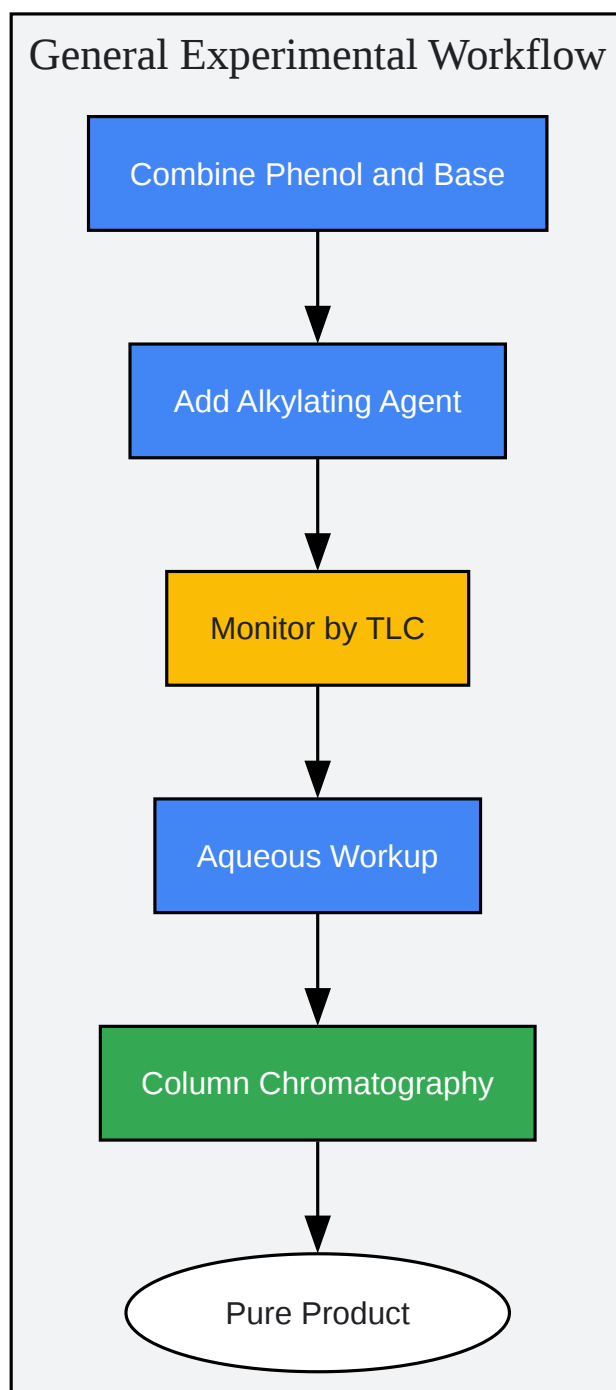 General Experimental Workflow
Combine Phenol and Base
Add Alkylating Agent
Monitor by TLC
Aqueous Workup
Column Chromatography
Pure Product